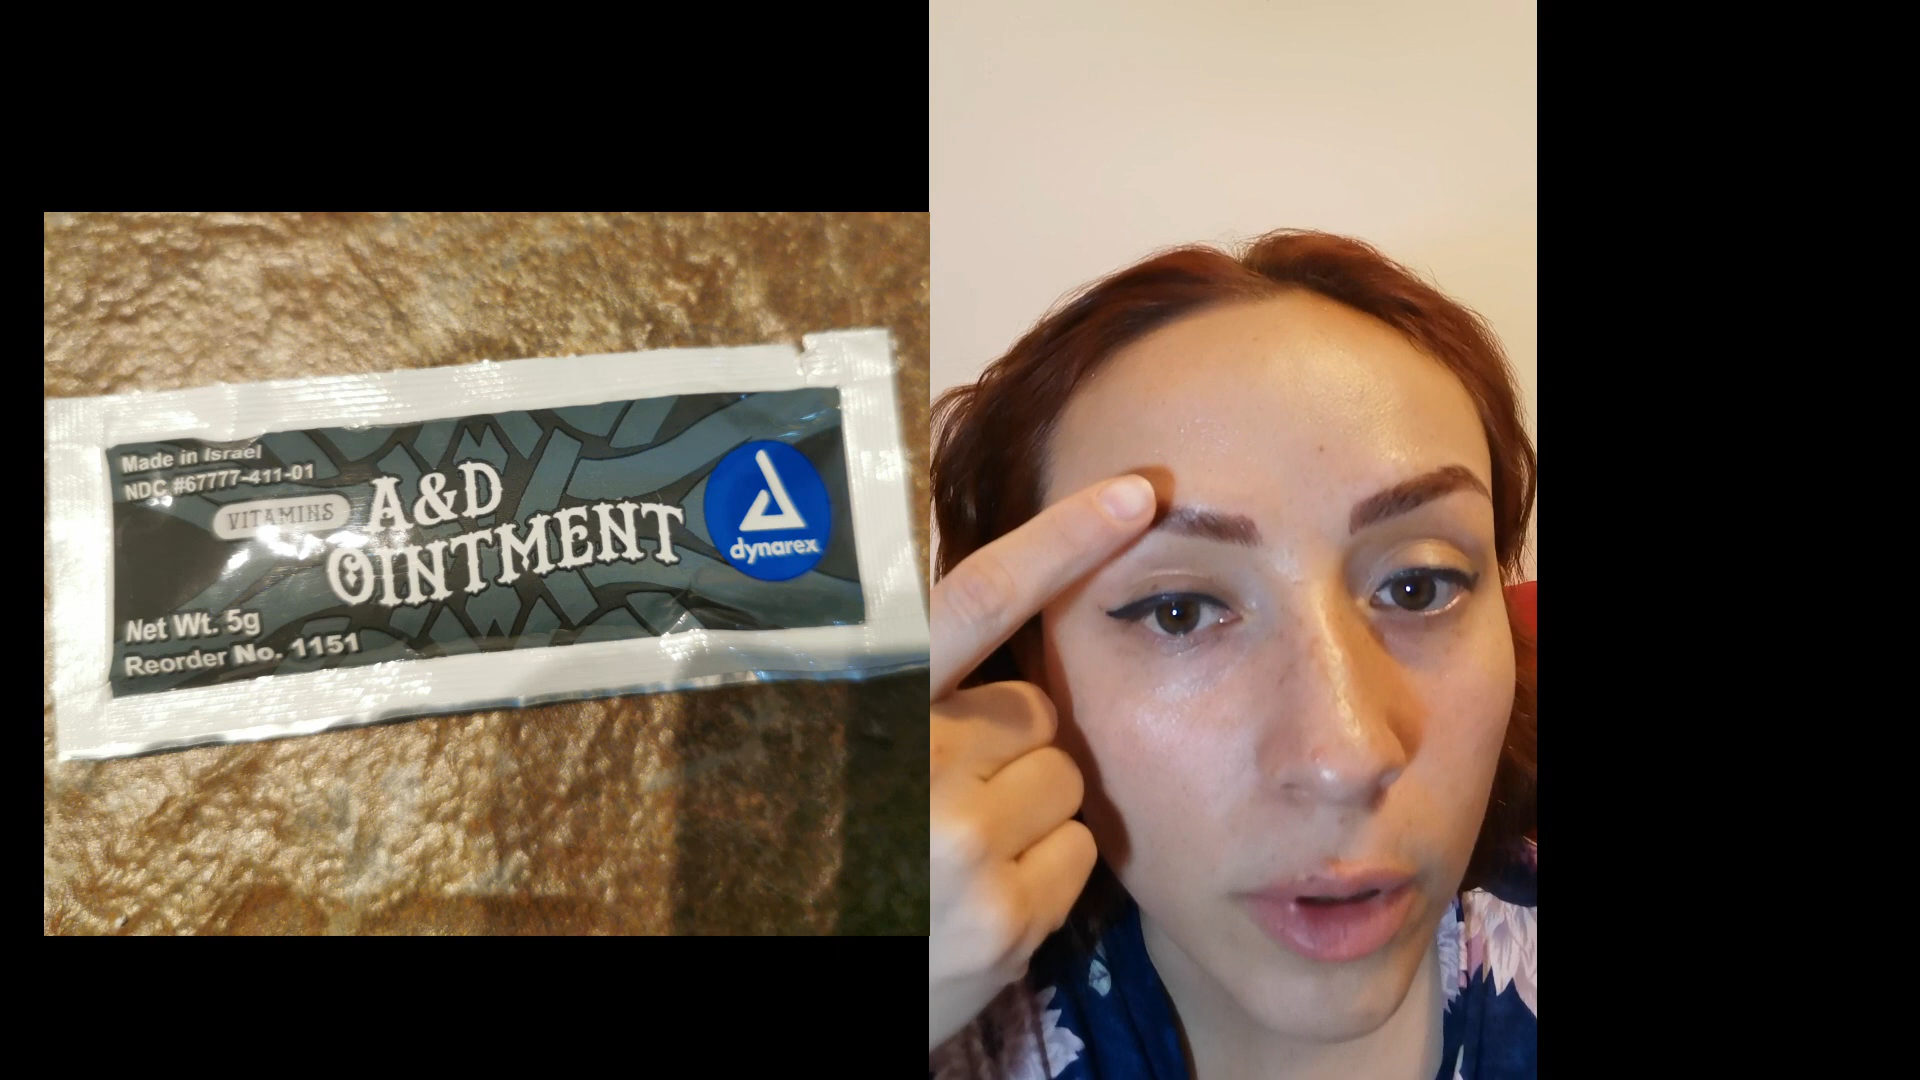 Made in Israel
NDC #67777-411-01
VITAMINS
A&D
OINTMENT
dynarex
Net Wt. 5g
Reorder No. 1151